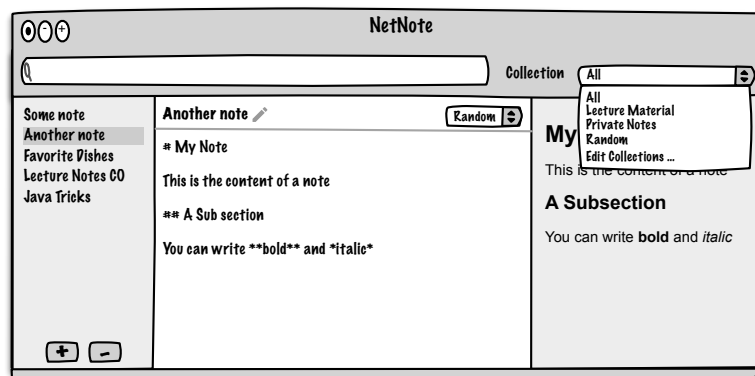 NetNote
Collection
All
All
Lecture Material
Private Notes
Random
Edit Collections ...
Some note
Another note
Favorite Dishes
Lecture Notes CO
Java Tricks
+
-
Another note
Random
# My Note
This is the content of a note
## A Sub section
You can write **bold** and *italic*
My
This is the content of a note
A Subsection
You can write bold and italic